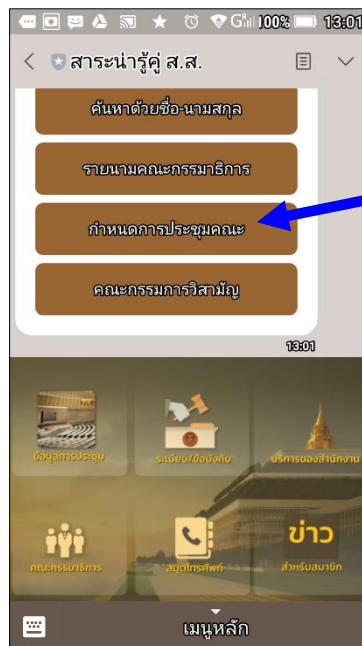 100% 13:01
สาระน่ารู้คู่ ส.ส.
ค้นหาด้วยชื่อ-นามสกุล
รายนามคณะกรรมาธิการ
กำหนดการประชุมคณะ
คณะกรรมการวิสามัญ
13:01
ข้อมูลการประชุม
ระเบียบ/ข้อบังคับ
บริการของสำนักงาน
คณะกรรมาธิการ
สมุดโทรศัพท์
ข่าว
สำหรับสมาชิก
เมนูหลัก